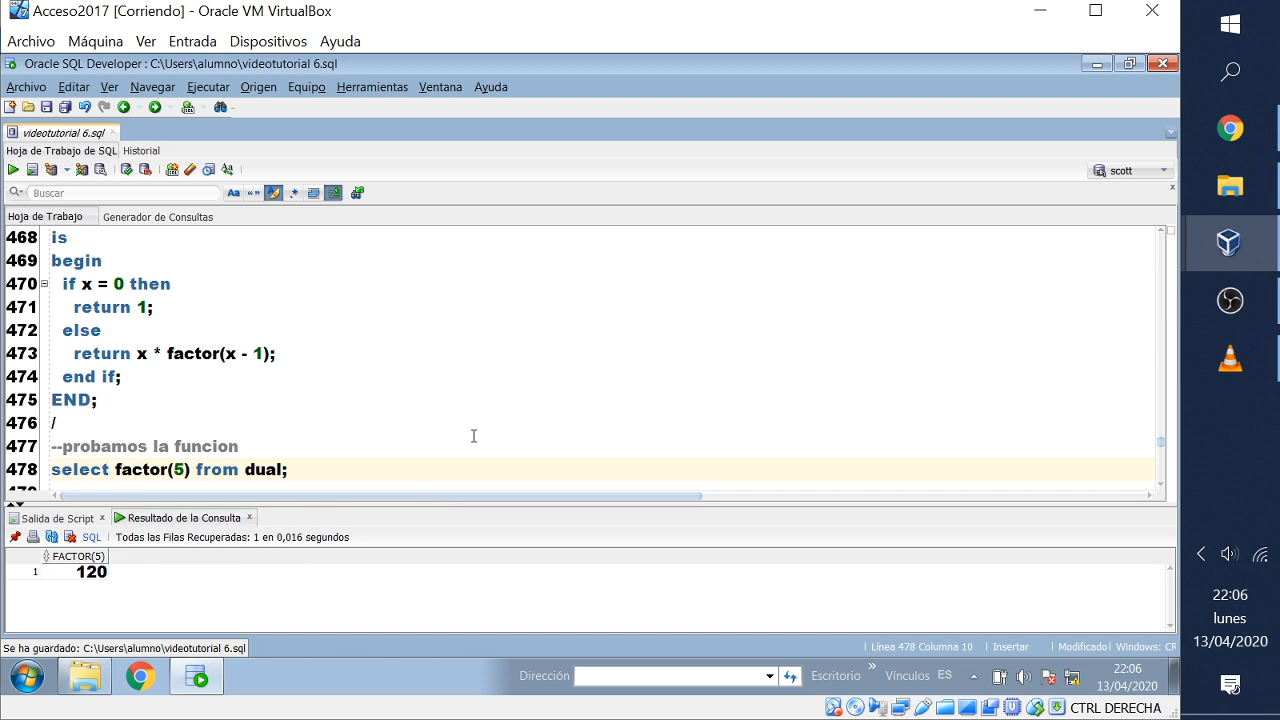 Acceso2017 [Corriendo] - Oracle VM VirtualBox
Archivo Máquina Ver Entrada Dispositivos Ayuda
Oracle SQL Developer : C:\Users\alumno\videotutorial 6.sql
Archivo Editar Ver Navegar Ejecutar Origen Equipo Herramientas Ventana Ayuda
videotutorial 6.sql
Hoja de Trabajo de SQL Historial
scott
Buscar
Hoja de Trabajo Generador de Consultas
468 is
469 begin
470 if x = 0 then
471 return 1;
472 else
473 return x * factor(x - 1);
474 end if;
475 END;
476 /
477 --probamos la funcion
478 select factor(5) from dual;
Salida de Script Resultado de la Consulta
SQL Todas las Filas Recuperadas: 1 en 0,016 segundos
FACTOR(5)
1 120
Se ha guardado: C:\Users\alumno\videotutorial 6.sql
Línea 478 Columna 10 Insertar Modificado Windows: CR
Dirección Escritorio Vínculos ES
22:06
13/04/2020
CTRL DERECHA
22:06
lunes
13/04/2020